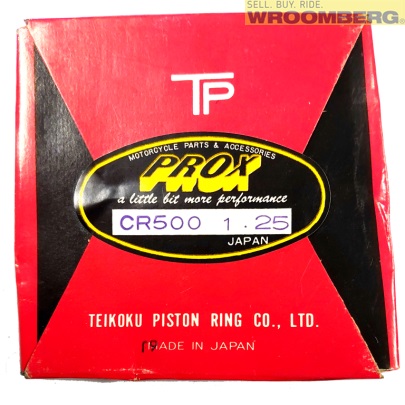 SELL. BUY. RIDE.
WROOMBERG®
TP
MOTORCYCLE PARTS & ACCESSORIES
PROX
a little bit more performance
CR500 1.25
JAPAN
TEIKOKU PISTON RING CO., LTD.
MADE IN JAPAN